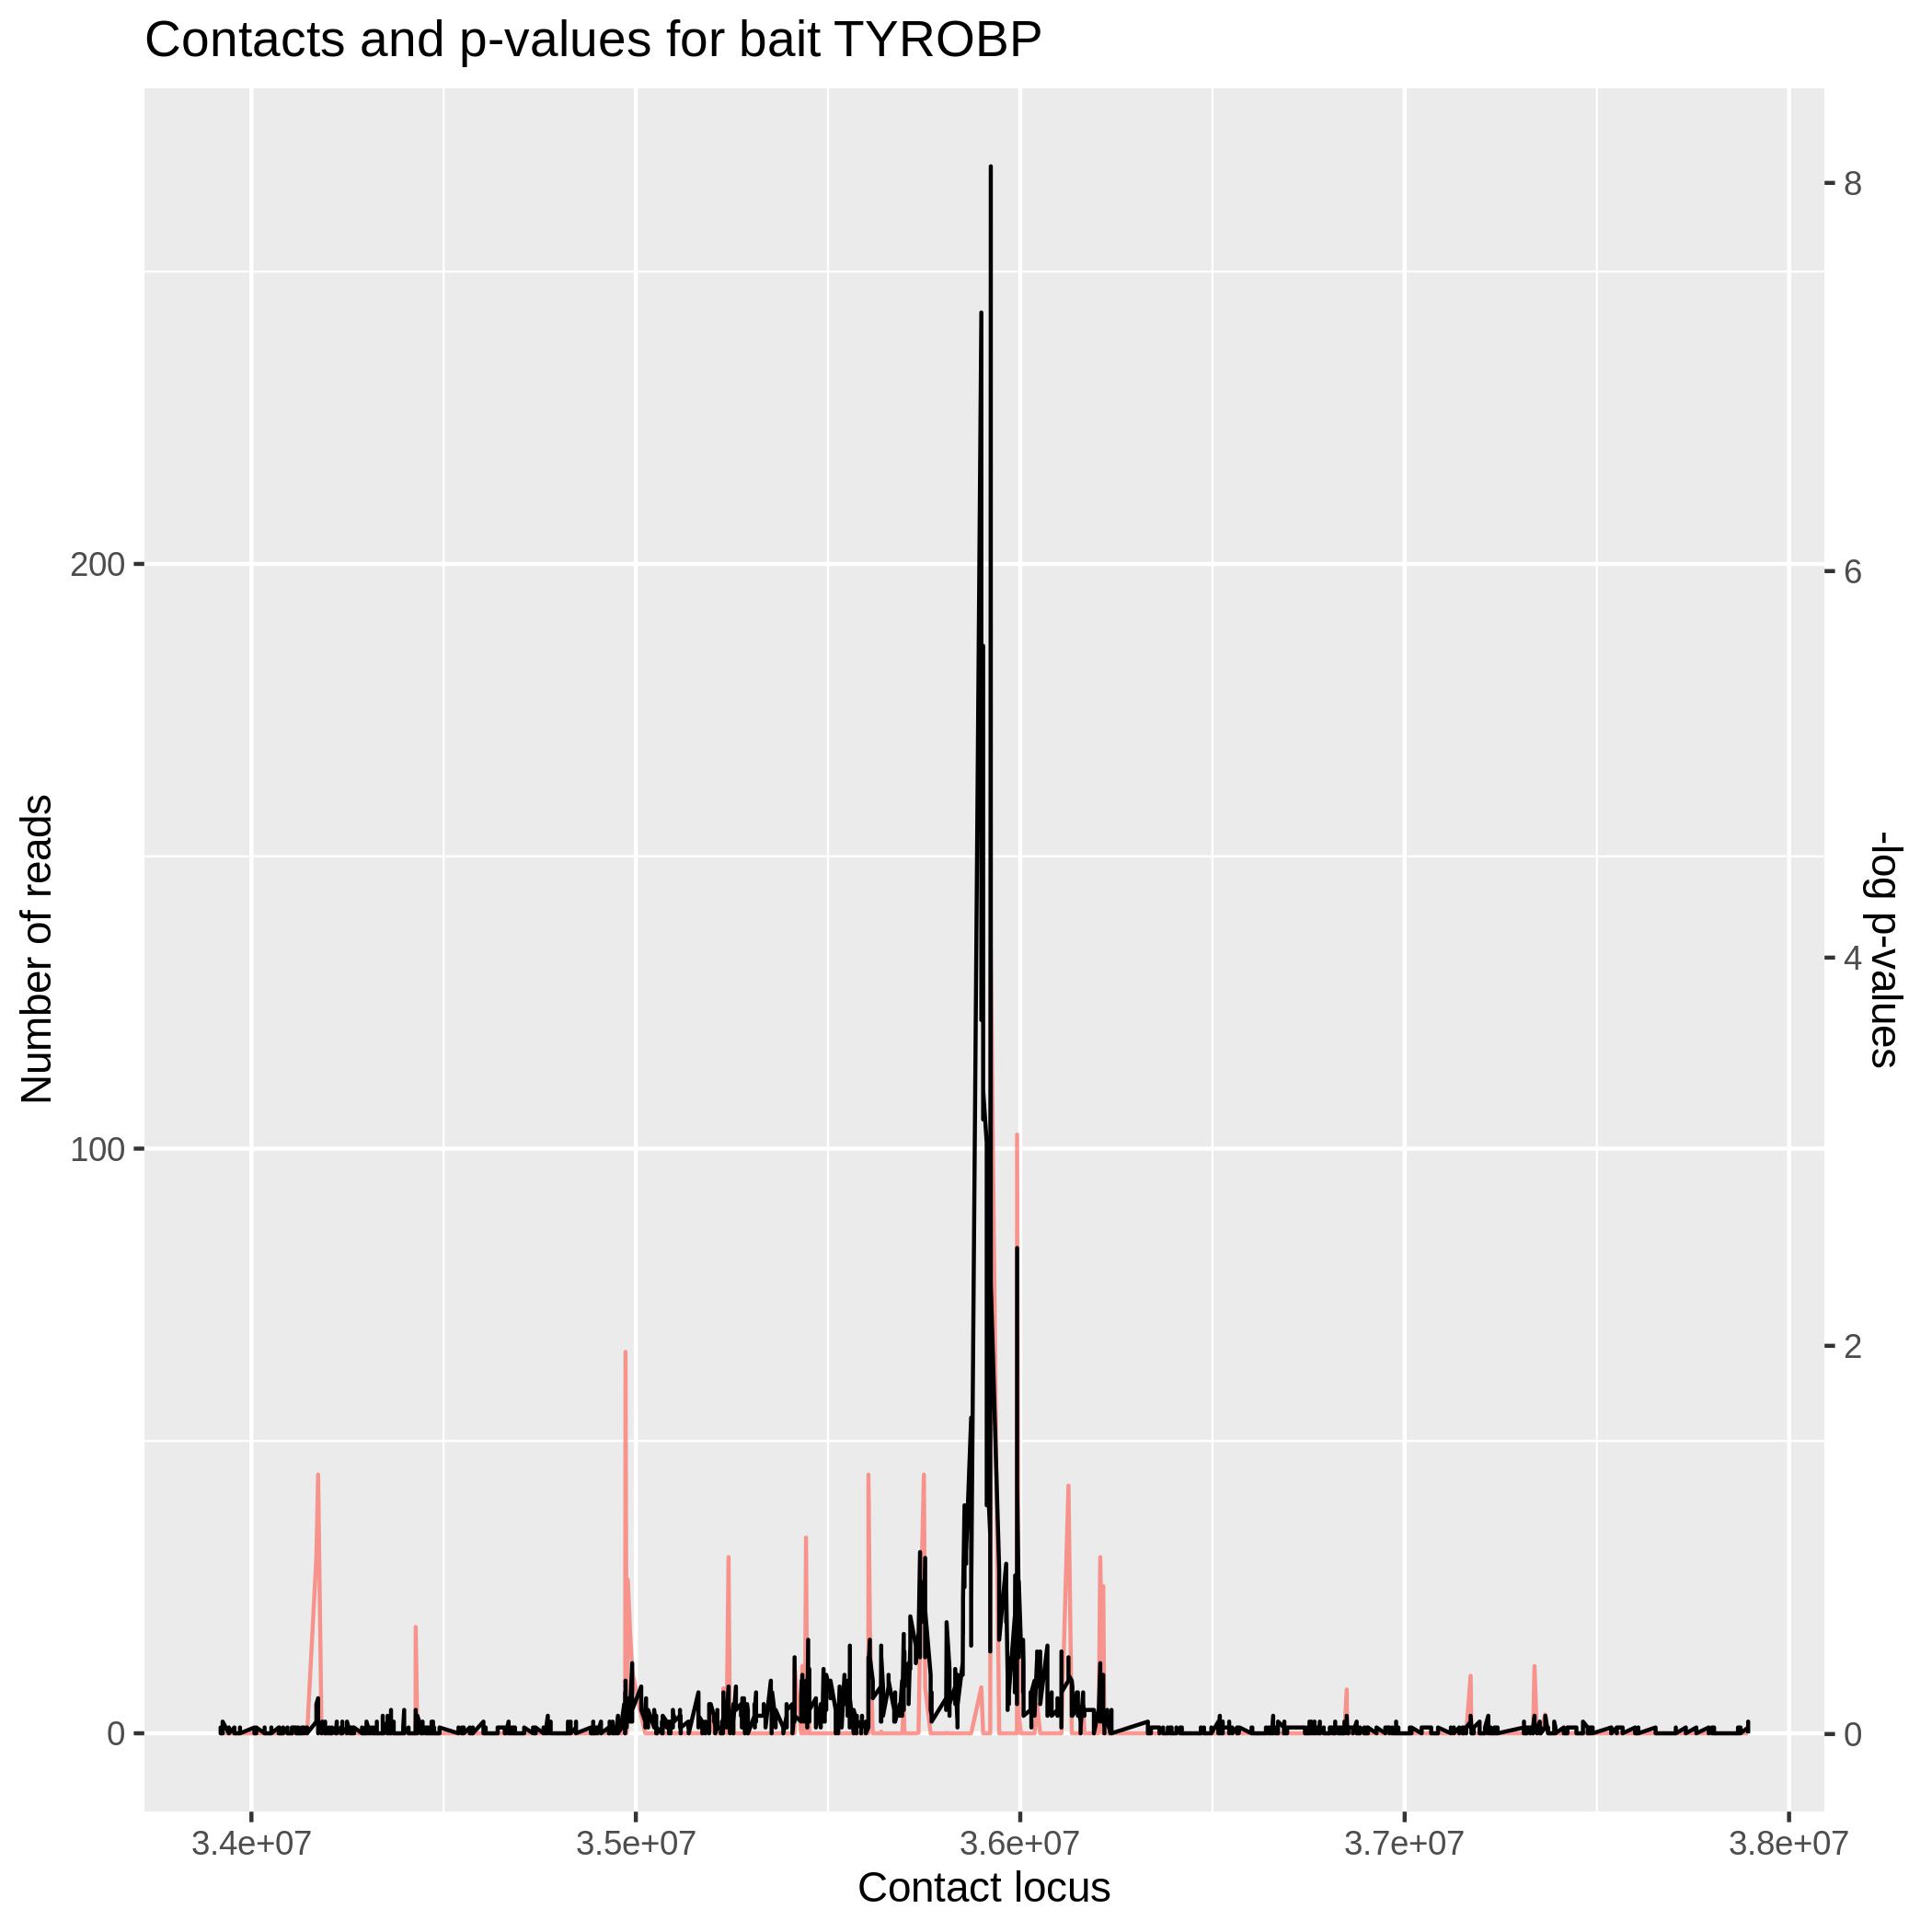 Contacts and p-values for bait TYROBP
Number of reads
200
100
0
8
6
4
2
0
-log p-values
3.4e+07
3.5e+07
3.6e+07
3.7e+07
3.8e+07
Contact locus